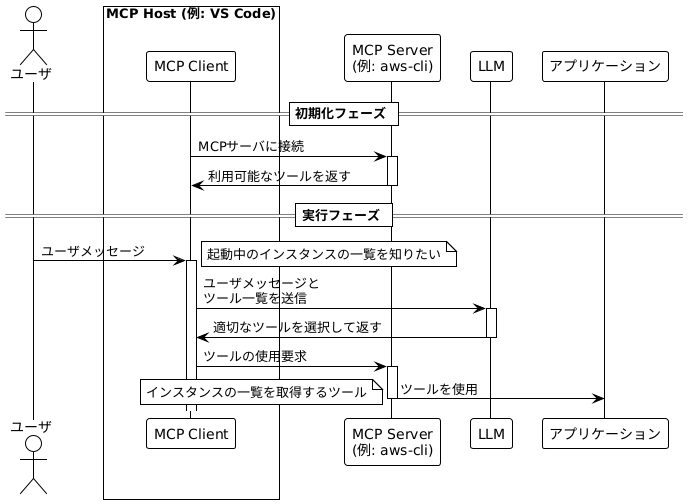 MCP Host (例: VS Code)
ユーザ
MCP Client
MCP Server
(例: aws-cli)
LLM
アプリケーション
初期化フェーズ
MCPサーバに接続
利用可能なツールを返す
実行フェーズ
ユーザメッセージ
起動中のインスタンスの一覧を知りたい
ユーザメッセージと
ツール一覧を送信
適切なツールを選択して返す
ツールの使用要求
インスタンスの一覧を取得するツール
ツールを使用
ユーザ
MCP Client
MCP Server
(例: aws-cli)
LLM
アプリケーション